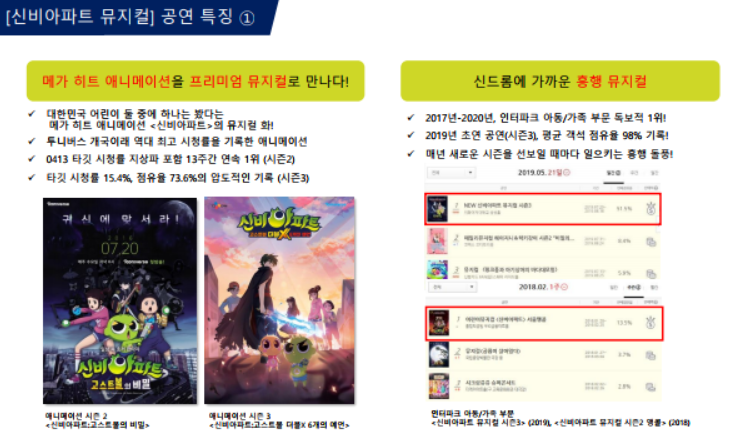 [신비아파트 뮤지컬] 공연 특징 ①
메가 히트 애니메이션을 프리미엄 뮤지컬로 만나다!
✓ 대한민국 어린이 둘 중에 하나는 봤다는
메가 히트 애니메이션 <신비아파트>의 뮤지컬 화!
✓ 투니버스 개국이래 역대 최고 시청률을 기록한 애니메이션
✓ 0413 타깃 시청률 지상파 포함 13주간 연속 1위 (시즌2)
✓ 타깃 시청률 15.4%, 점유율 73.6%의 압도적인 기록 (시즌3)
귀신에 맞서라!
07.20
신비아파트
고스트볼의 비밀
신비아파트
고스트볼 더블X
애니메이션 시즌 2
<신비아파트:고스트볼의 비밀>
애니메이션 시즌 3
<신비아파트:고스트볼 더블X 6개의 예언>
신드롬에 가까운 흥행 뮤지컬
✓ 2017년-2020년, 인터파크 아동/가족 부문 독보적 1위!
✓ 2019년 초연 공연(시즌3), 평균 객석 점유율 98% 기록!
✓ 매년 새로운 시즌을 선보일 때마다 일으키는 흥행 돌풍!
2019.05.21일
1 NEW 신비아파트 뮤지컬 시즌3
2
3
2018.02.1주
1
2
3
2.8%
인터파크 아동/가족 부문
<신비아파트 뮤지컬 시즌3> (2019), <신비아파트 뮤지컬 시즌2 앵콜> (2018)